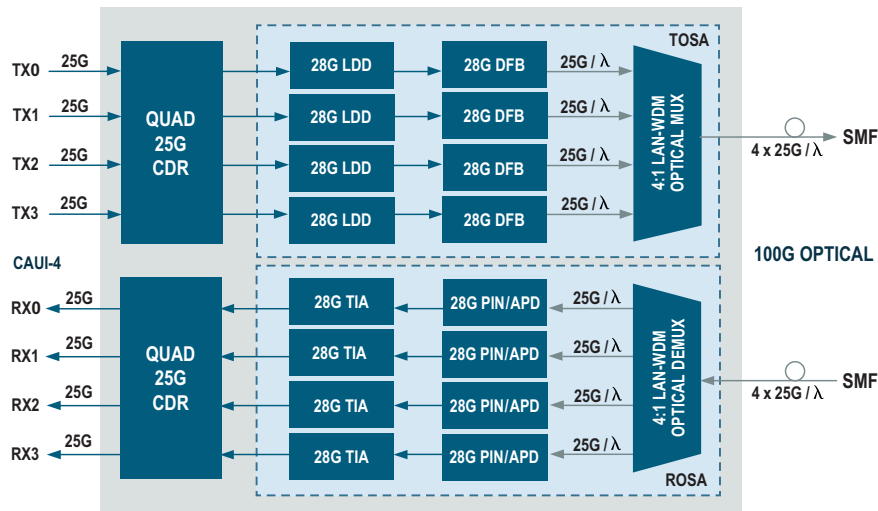 TOSA
TX0 25G
TX1 25G
TX2 25G
TX3 25G
QUAD
25G
CDR
28G LDD
28G LDD
28G LDD
28G LDD
28G DFB
28G DFB
28G DFB
28G DFB
25G / λ
25G / λ
25G / λ
25G / λ
4:1 LAN-WDM
OPTICAL MUX
4 x 25G / λ
SMF
CAUI-4
100G OPTICAL
RX0 25G
RX1 25G
RX2 25G
RX3 25G
QUAD
25G
CDR
28G TIA
28G TIA
28G TIA
28G TIA
28G PIN/APD
28G PIN/APD
28G PIN/APD
28G PIN/APD
25G / λ
25G / λ
25G / λ
25G / λ
4:1 LAN-WDM
OPTICAL DEMUX
4 x 25G / λ
SMF
ROSA